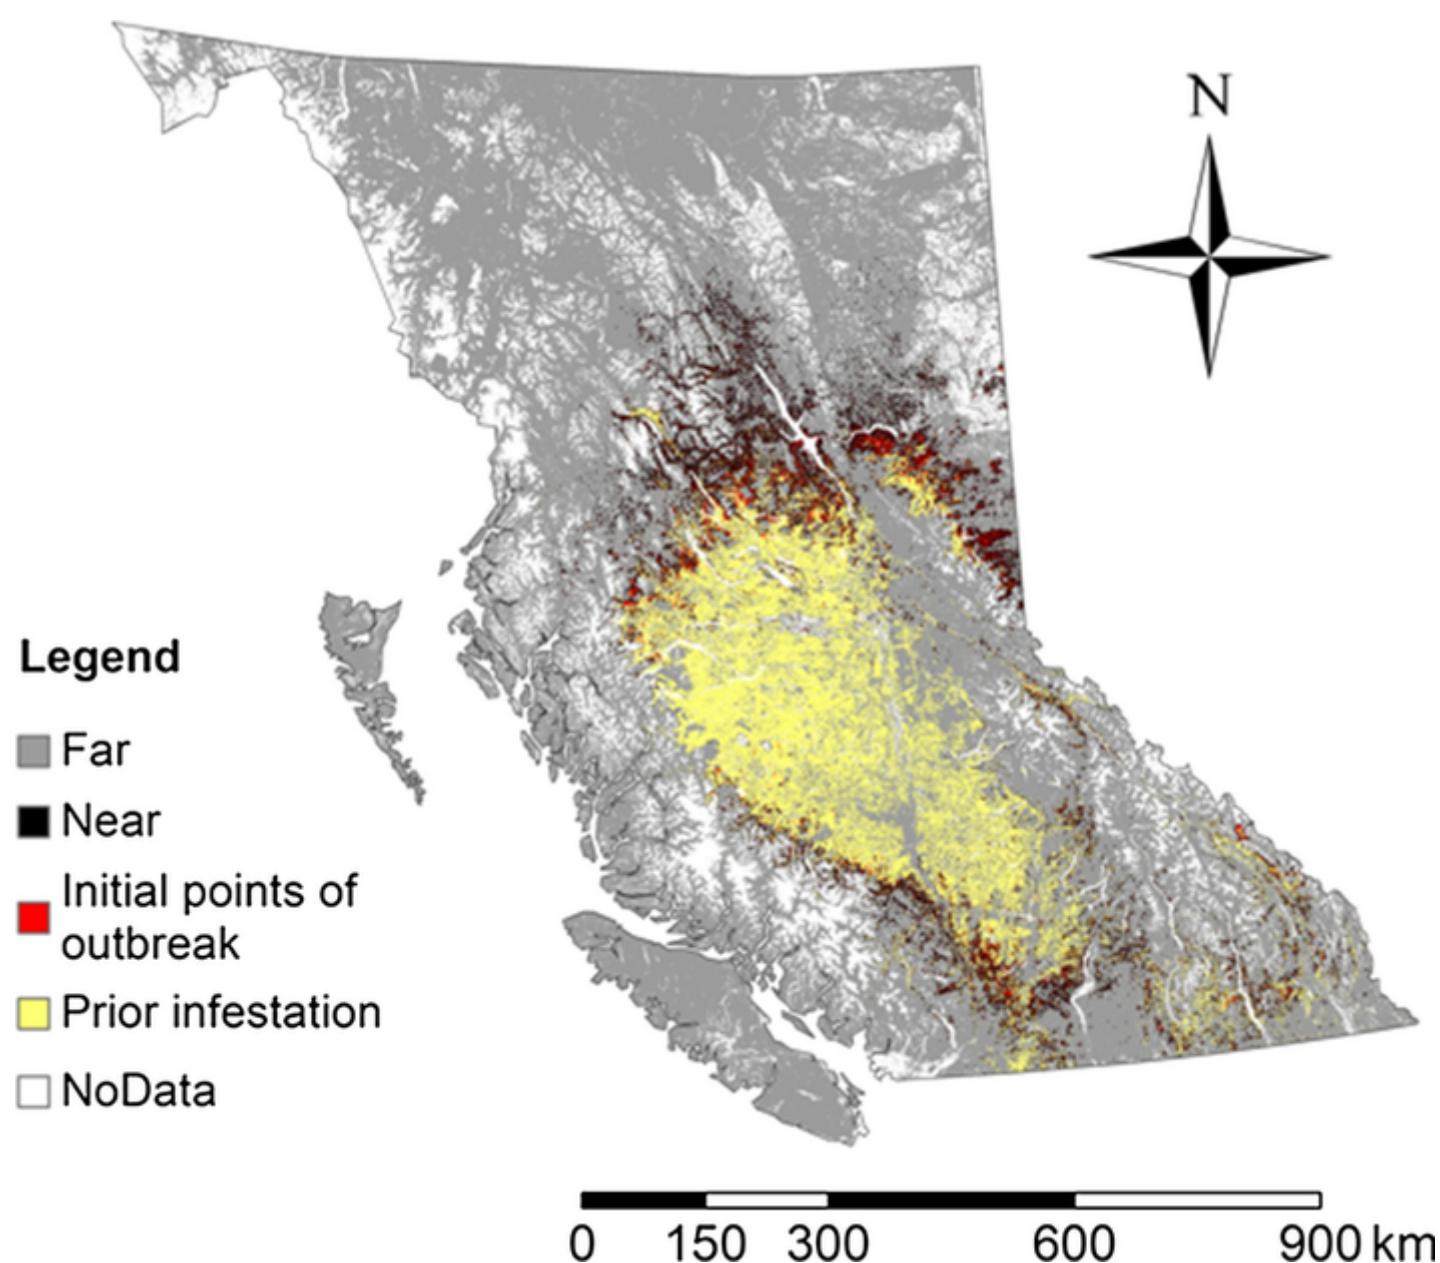 N
Legend
Far
Near
Initial points of
outbreak
Prior infestation
NoData
0 150 300 600 900 km